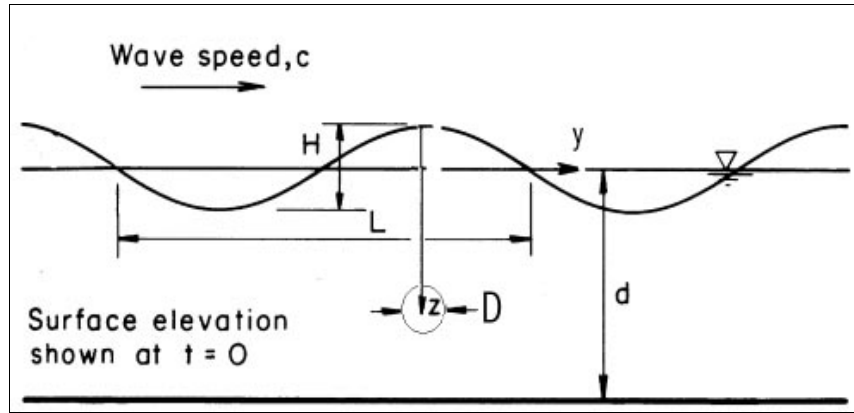 Wave speed, c
H
y
L
d
z
D
Surface elevation
shown at t = 0